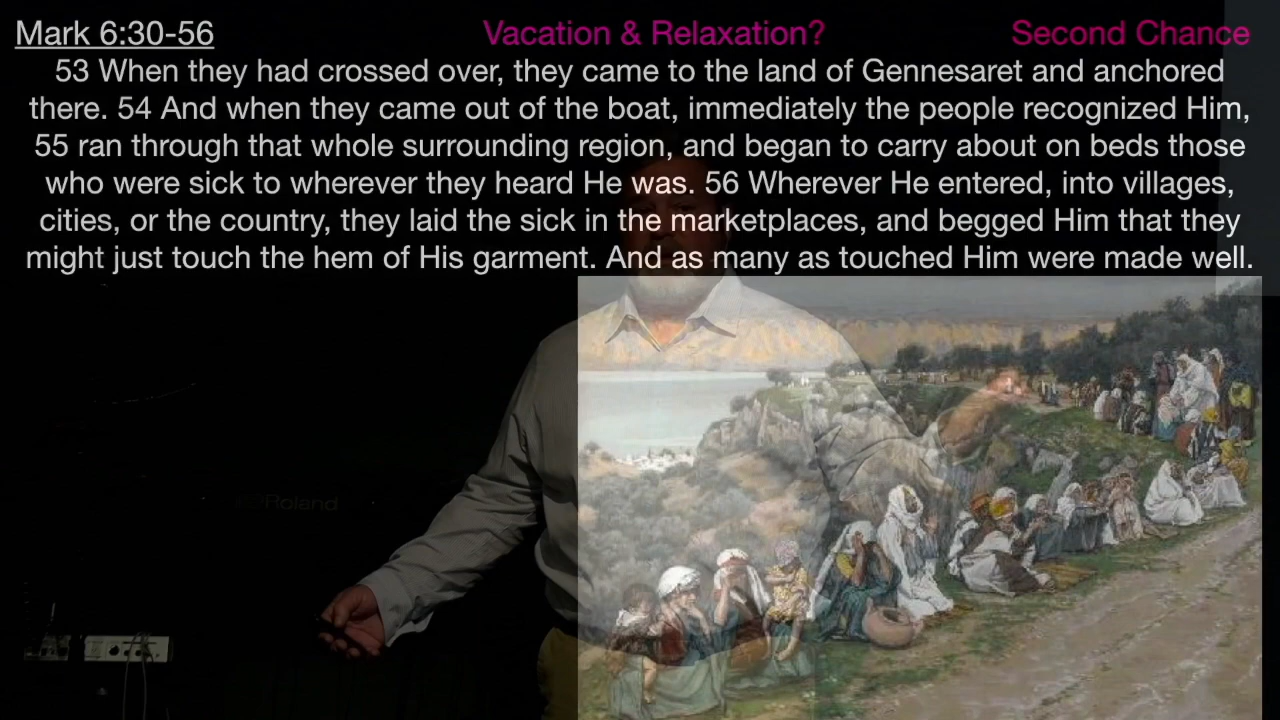 Mark 6:30-56 Vacation & Relaxation? Second Chance
53 When they had crossed over, they came to the land of Gennesaret and anchored
there. 54 And when they came out of the boat, immediately the people recognized Him,
55 ran through that whole surrounding region, and began to carry about on beds those
who were sick to wherever they heard He was. 56 Wherever He entered, into villages,
cities, or the country, they laid the sick in the marketplaces, and begged Him that they
might just touch the hem of His garment. And as many as touched Him were made well.
Roland